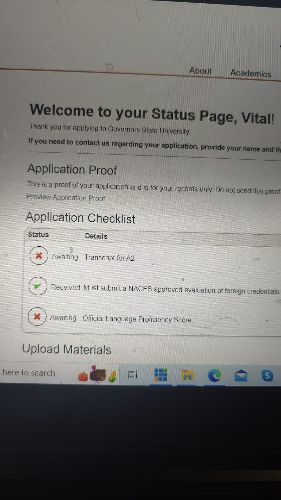 About Academics
Welcome to your Status Page, Vital!
Thank you for applying to Governors State University.
If you need to contact us regarding your application, provide your name and th
Application Proof
This is a proof of your application and is for your records only. Do not send this proof
Preview Application Proof
Application Checklist
Status Details
Awaiting Transcript for A2
Received Must submit a NACES approved evaluation of foreign credentials
Awaiting Official Language Proficiency Score
Upload Materials
here to search